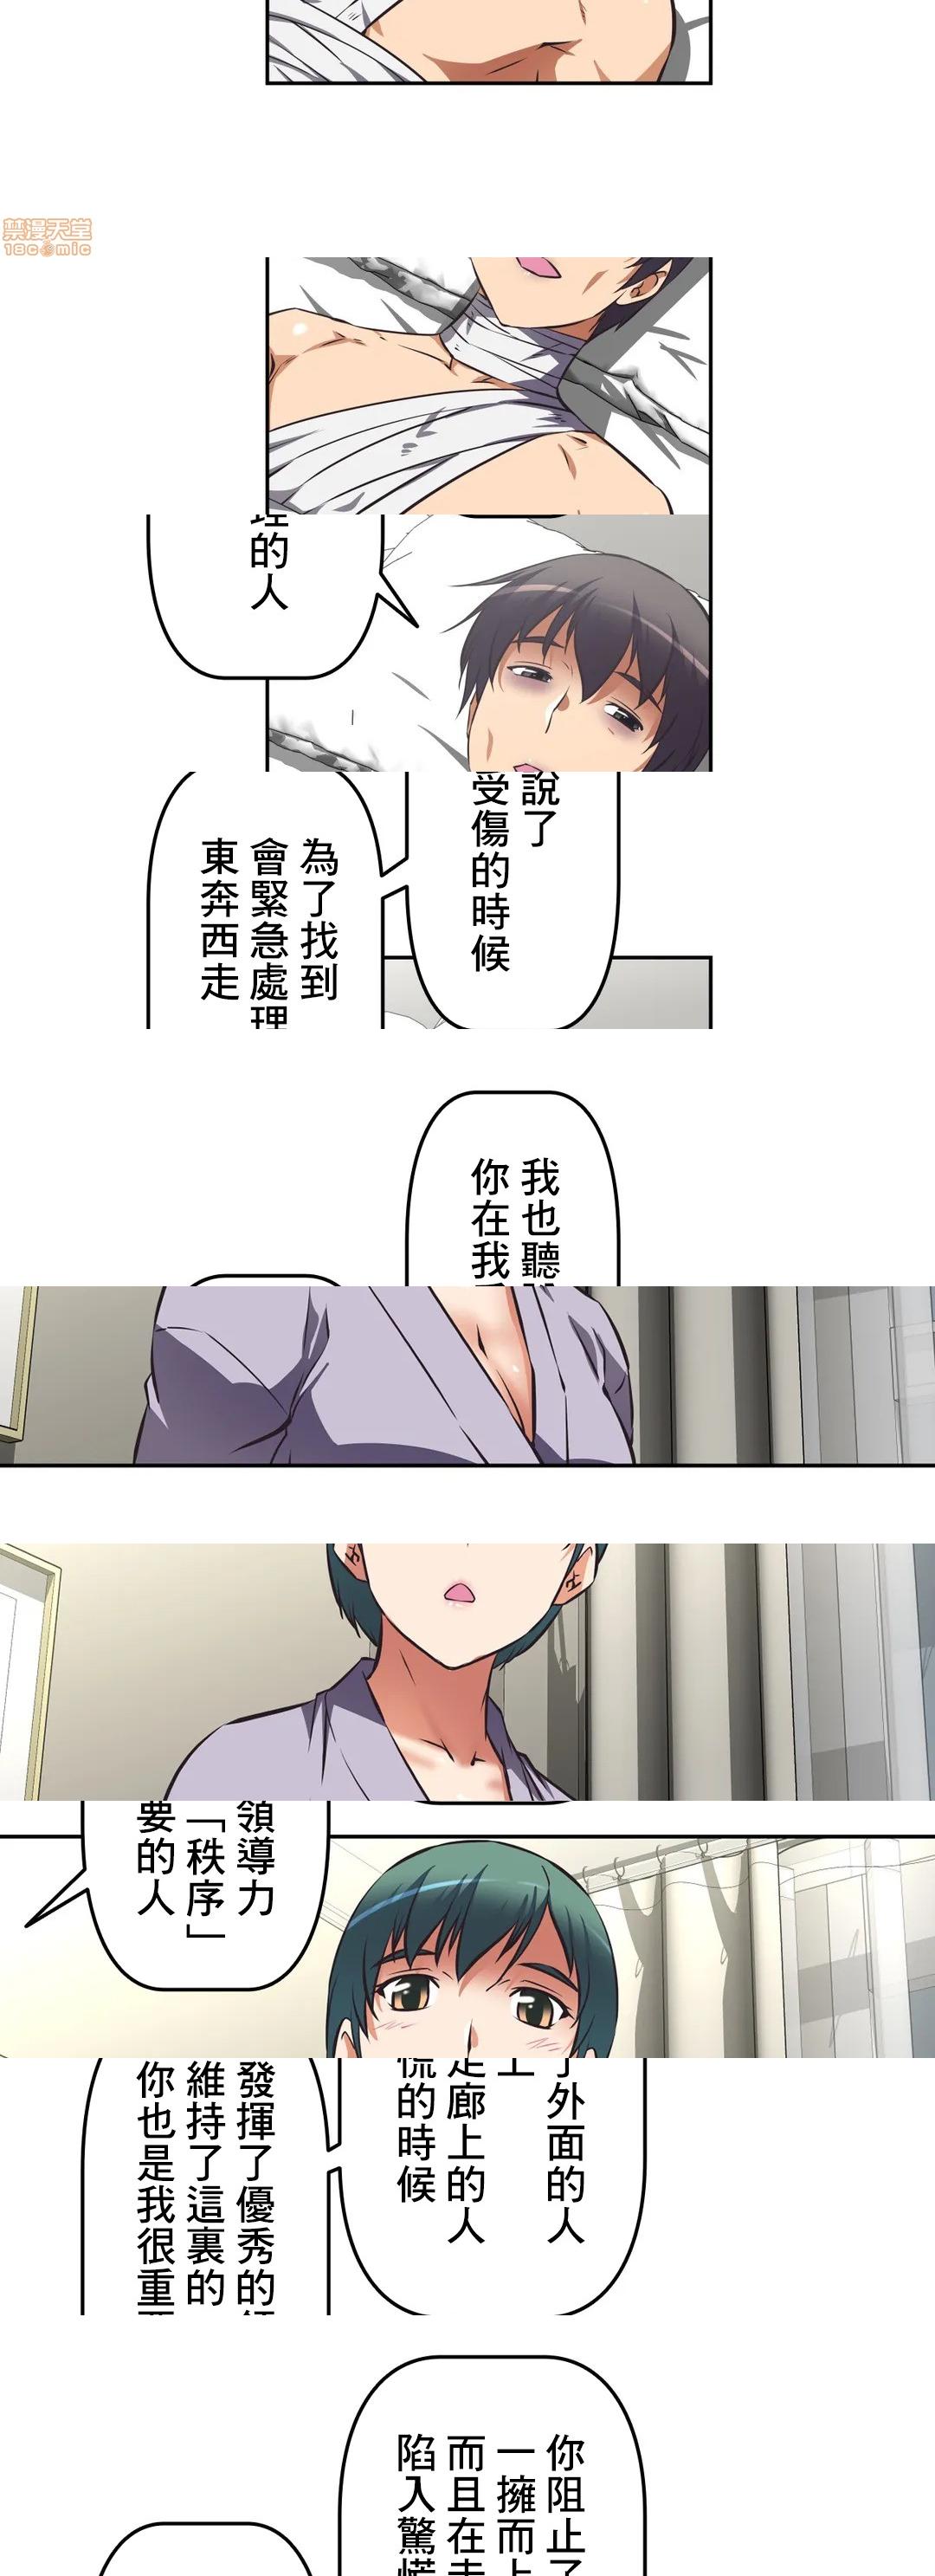 禁漫天堂
18comic
的人
說了
受傷的時候
為了找到
會緊急處理
東奔西走
我也聽
你在我
領導力
「秩序」
要的人
外面的人
走廊上的人
慌的時候
發揮了優秀的
維持了這裏的
你也是我很重
你阻止了
一擁而上
而且在
陷入驚慌